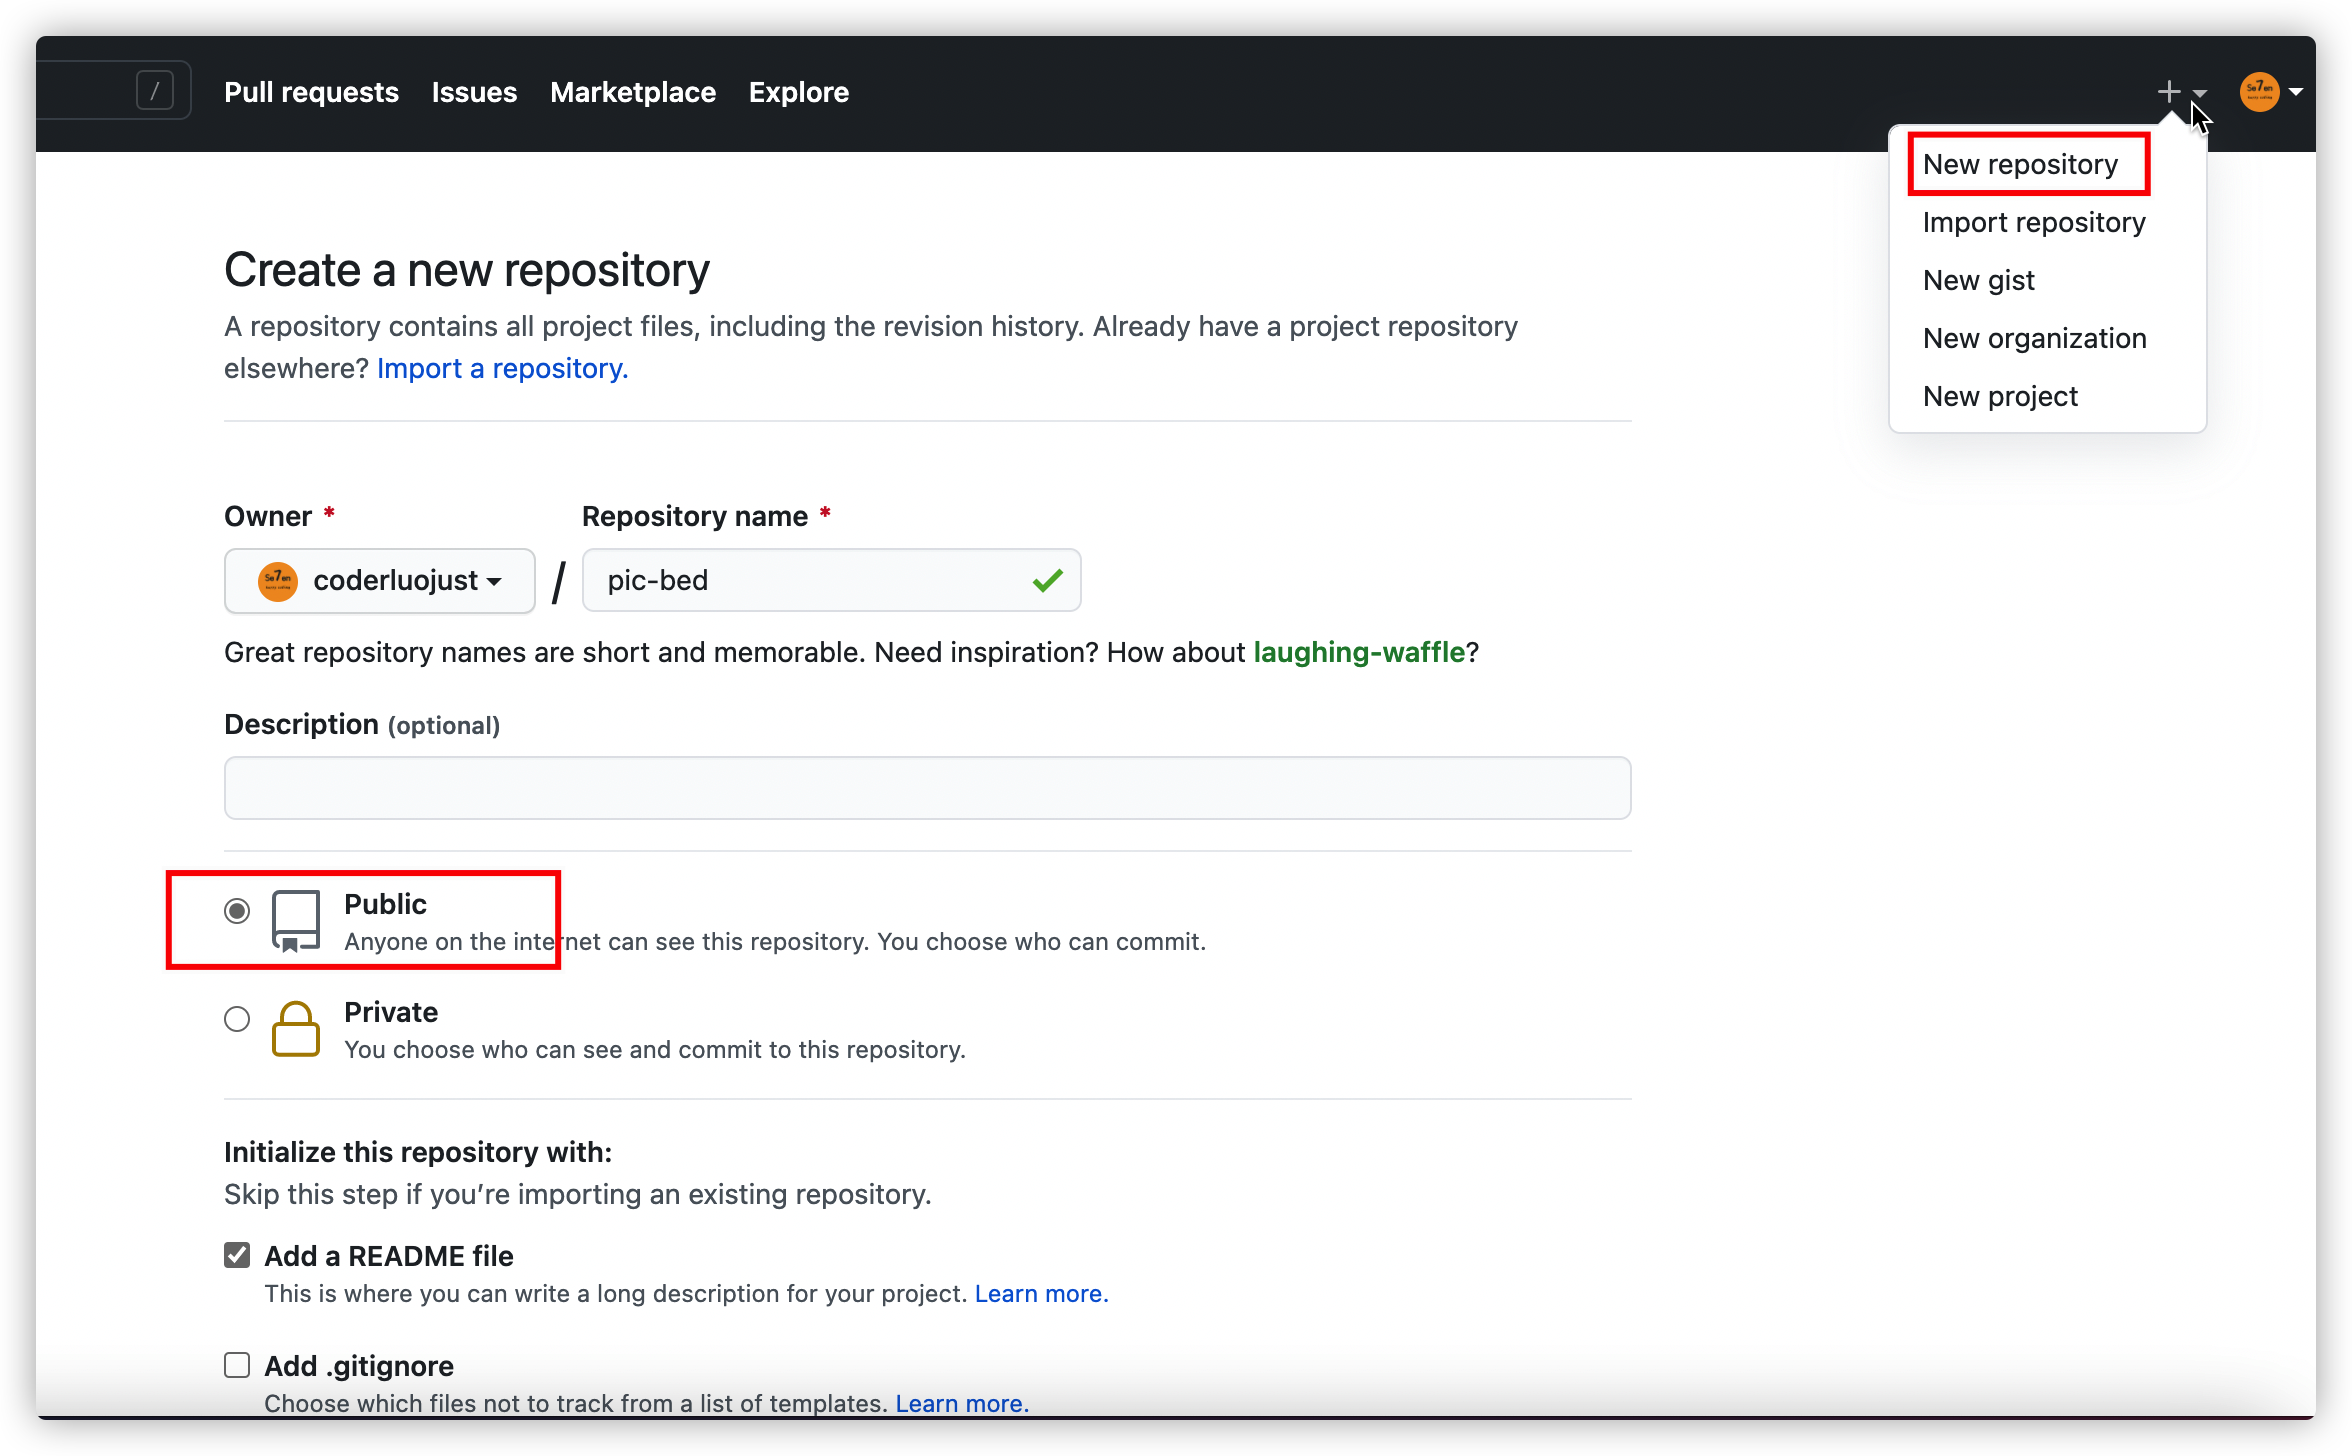 /
Pull requests Issues Marketplace Explore
Se7en
New repository
Import repository
New gist
New organization
New project
Create a new repository
A repository contains all project files, including the revision history. Already have a project repository
elsewhere? Import a repository.
Owner * Repository name *
Se7en coderluojust / pic-bed
Great repository names are short and memorable. Need inspiration? How about laughing-waffle?
Description (optional)
Public
Anyone on the internet can see this repository. You choose who can commit.
Private
You choose who can see and commit to this repository.
Initialize this repository with:
Skip this step if you’re importing an existing repository.
Add a README file
This is where you can write a long description for your project. Learn more.
Add .gitignore
Choose which files not to track from a list of templates. Learn more.